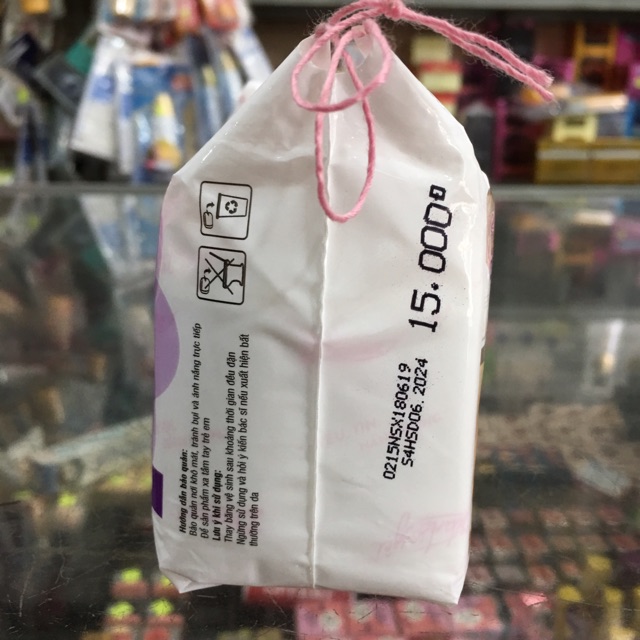 Hướng dẫn bảo quản:
Bảo quản nơi khô mát, tránh bụi và ánh nắng trực tiếp
Để sản phẩm xa tầm tay trẻ em
Lưu ý khi sử dụng:
Thay băng vệ sinh sau khoảng thời gian đều đặn
Ngừng sử dụng và hỏi ý kiến bác sĩ nếu xuất hiện bất
thường trên da
0215NSX180619
S4HSD06.2024
15.000đ